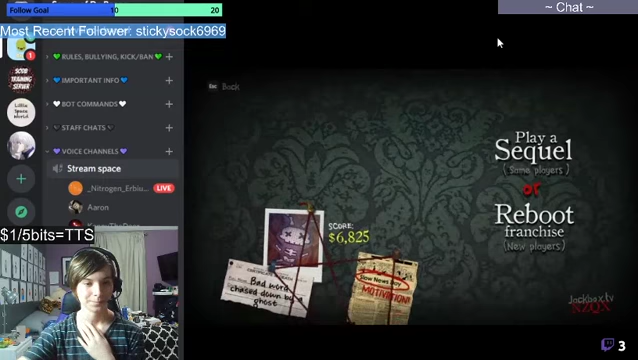 Follow Goal
10
20
~ Chat ~
Most Recent Follower: stickysock6969
RULES, BULLYING, KICK/BAN
IMPORTANT INFO
BOT COMMANDS
STAFF CHATS
VOICE CHANNELS
Stream space
_Nitrogen_Erbiu...
LIVE
Aaron
$1/5bits=TTS
Back
Play a
Sequel
(Same players)
or
Reboot
franchise
(New players)
SCORE:
$6,825
Bad word
chased down by a
ghost
MOTIVATION!
Jackbox.tv
3